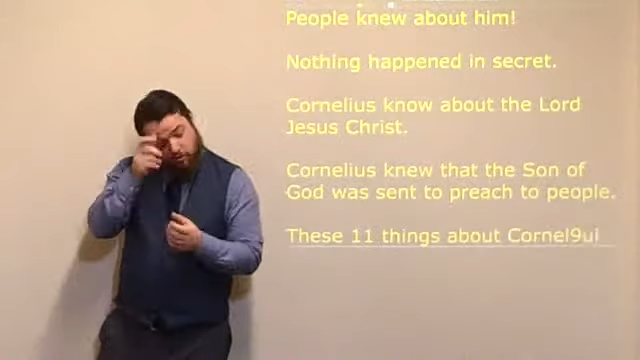 People knew about him!
Nothing happened in secret.
Cornelius know about the Lord
Jesus Christ.
Cornelius knew that the Son of
God was sent to preach to people.
These 11 things about Cornel9ui